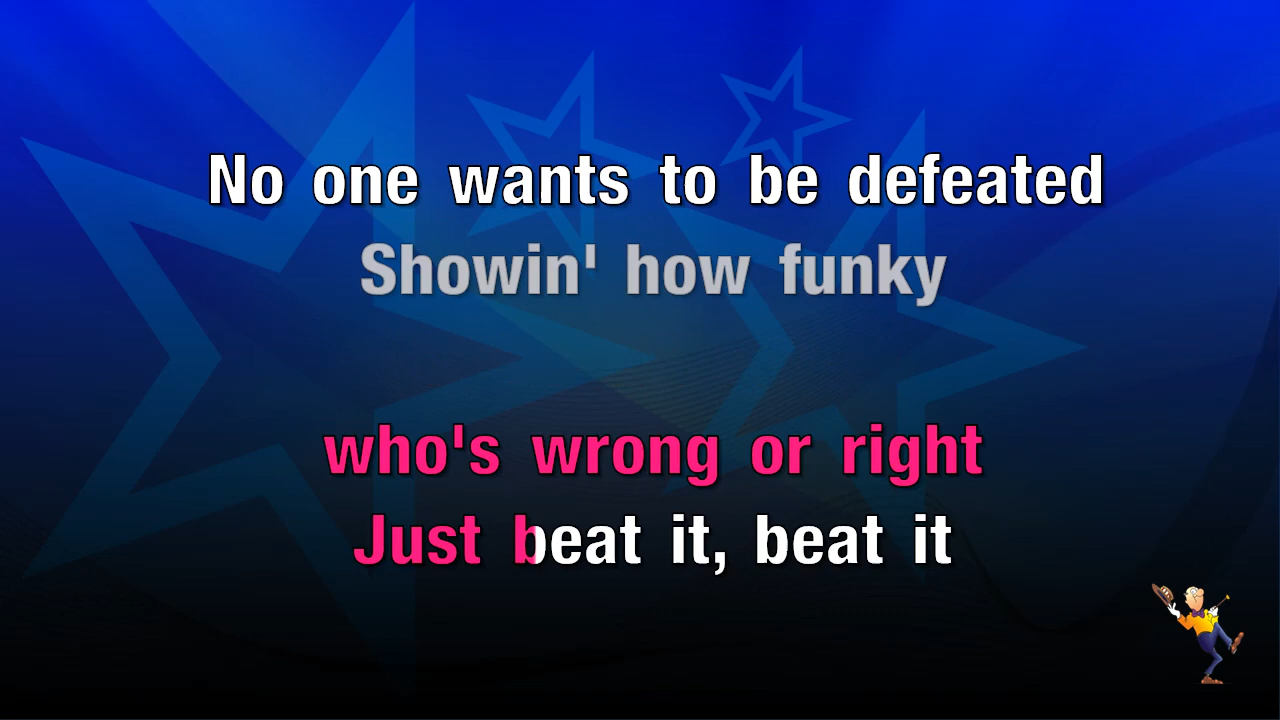 No one wants to be defeated
Showin' how funky
who's wrong or right
Just beat it, beat it